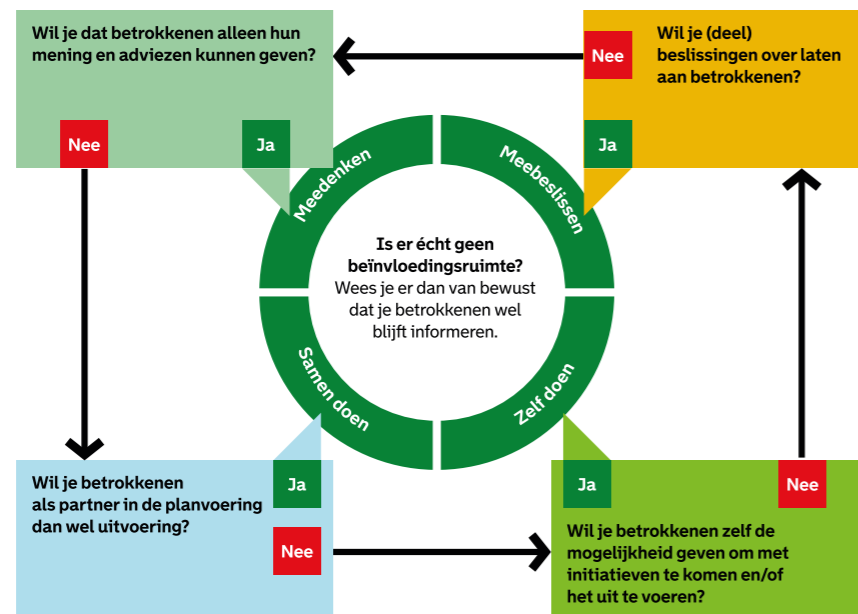 Wil je dat betrokkenen alleen hun
mening en adviezen kunnen geven?
Nee
Ja
Wil je (deel)
beslissingen over laten
aan betrokkenen?
Nee
Ja
Meedenken
Meebeslissen
Is er écht geen
beïnvloedingsruimte?
Wees je er dan van bewust
dat je betrokkenen wel
blijft informeren.
Samen doen
Zelf doen
Wil je betrokkenen
als partner in de planvoering
dan wel uitvoering?
Ja
Nee
Ja
Nee
Wil je betrokkenen zelf de
mogelijkheid geven om met
initiatieven te komen en/of
het uit te voeren?